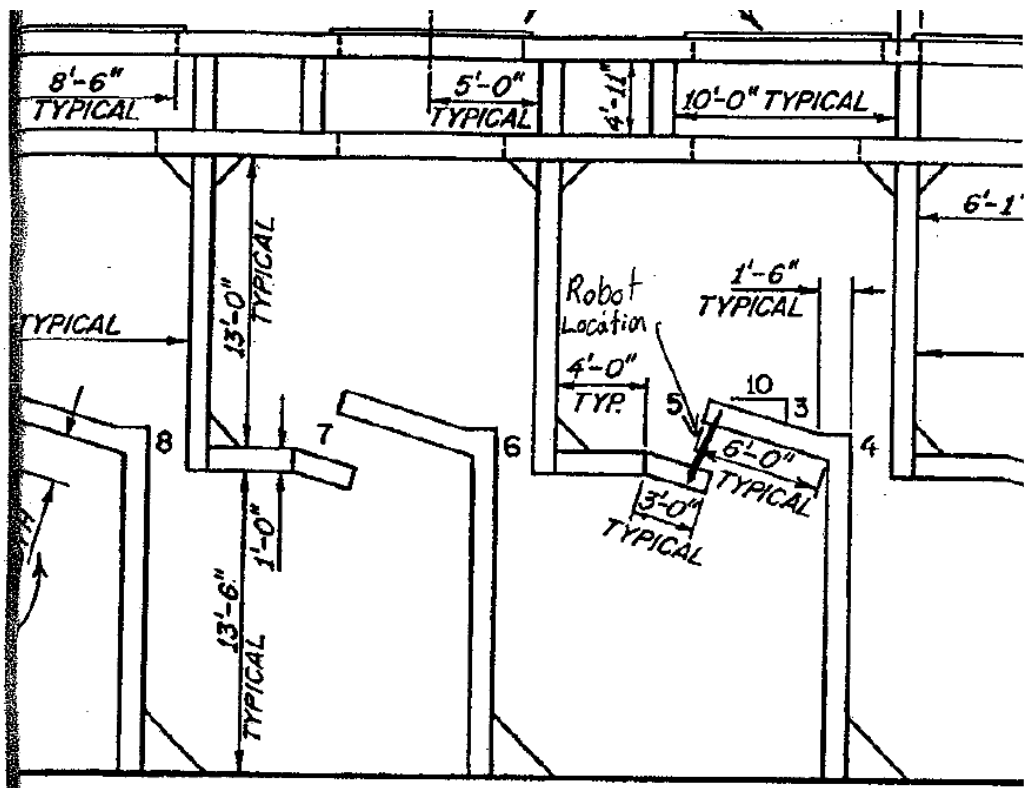 8'-6"
TYPICAL
5'-0"
TYPICAL
4'-11"
10'-0" TYPICAL
6'-1'
13'-0"
TYPICAL
TYPICAL
1'-6"
TYPICAL
Robot
Location
4'-0"
TYP.
5
10
3
8
7
6
4
6'-0"
TYPICAL
3'-0"
TYPICAL
1'-0"
13'-6"
TYPICAL